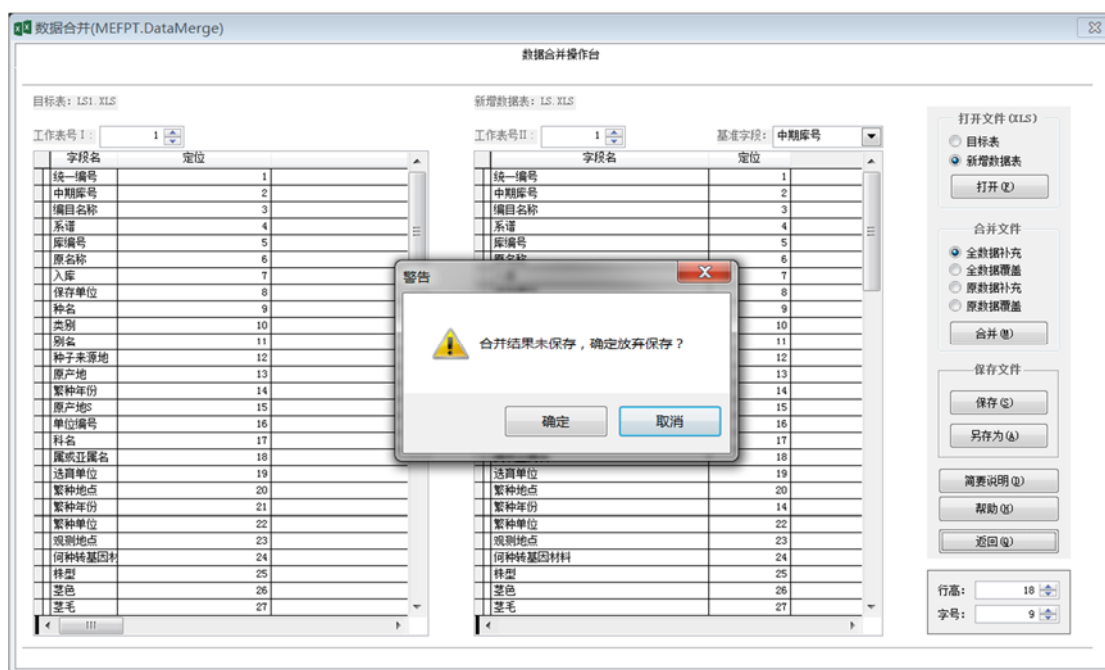 数据合并(MEFPT.DataMerge)
数据合并操作台
目标表: LS1.XLS
新增数据表: LS.XLS
工作表号I: 1
工作表号II: 1
基准字段: 中期库号
字段名 定位
统一编号 1
中期库号 2
编目名称 3
系谱 4
库编号 5
原名称 6
入库 7
保存单位 8
种名 9
类别 10
别名 11
种子来源地 12
原产地 13
繁种年份 14
原产地S 15
单位编号 16
科名 17
属或亚属名 18
选育单位 19
繁种地点 20
繁种年份 21
繁种单位 22
观测地点 23
何种转基因材 24
株型 25
茎色 26
茎毛 27
字段名 定位
统一编号 1
中期库号 2
编目名称 3
系谱 4
库编号 5
原名称 6
7
8
9
10
11
12
13
14
15
16
17
18
选育单位 19
繁种地点 20
繁种年份 14
繁种单位 22
观测地点 23
何种转基因材料 24
株型 25
茎色 26
茎毛 27
警告
合并结果未保存，确定放弃保存？
确定
取消
打开文件(XLS)
目标表
新增数据表
打开(P)
合并文件
全数据补充
全数据覆盖
原数据补充
原数据覆盖
合并(M)
保存文件
保存(S)
另存为(A)
简要说明(D)
帮助(H)
返回(Q)
行高: 18
字号: 9